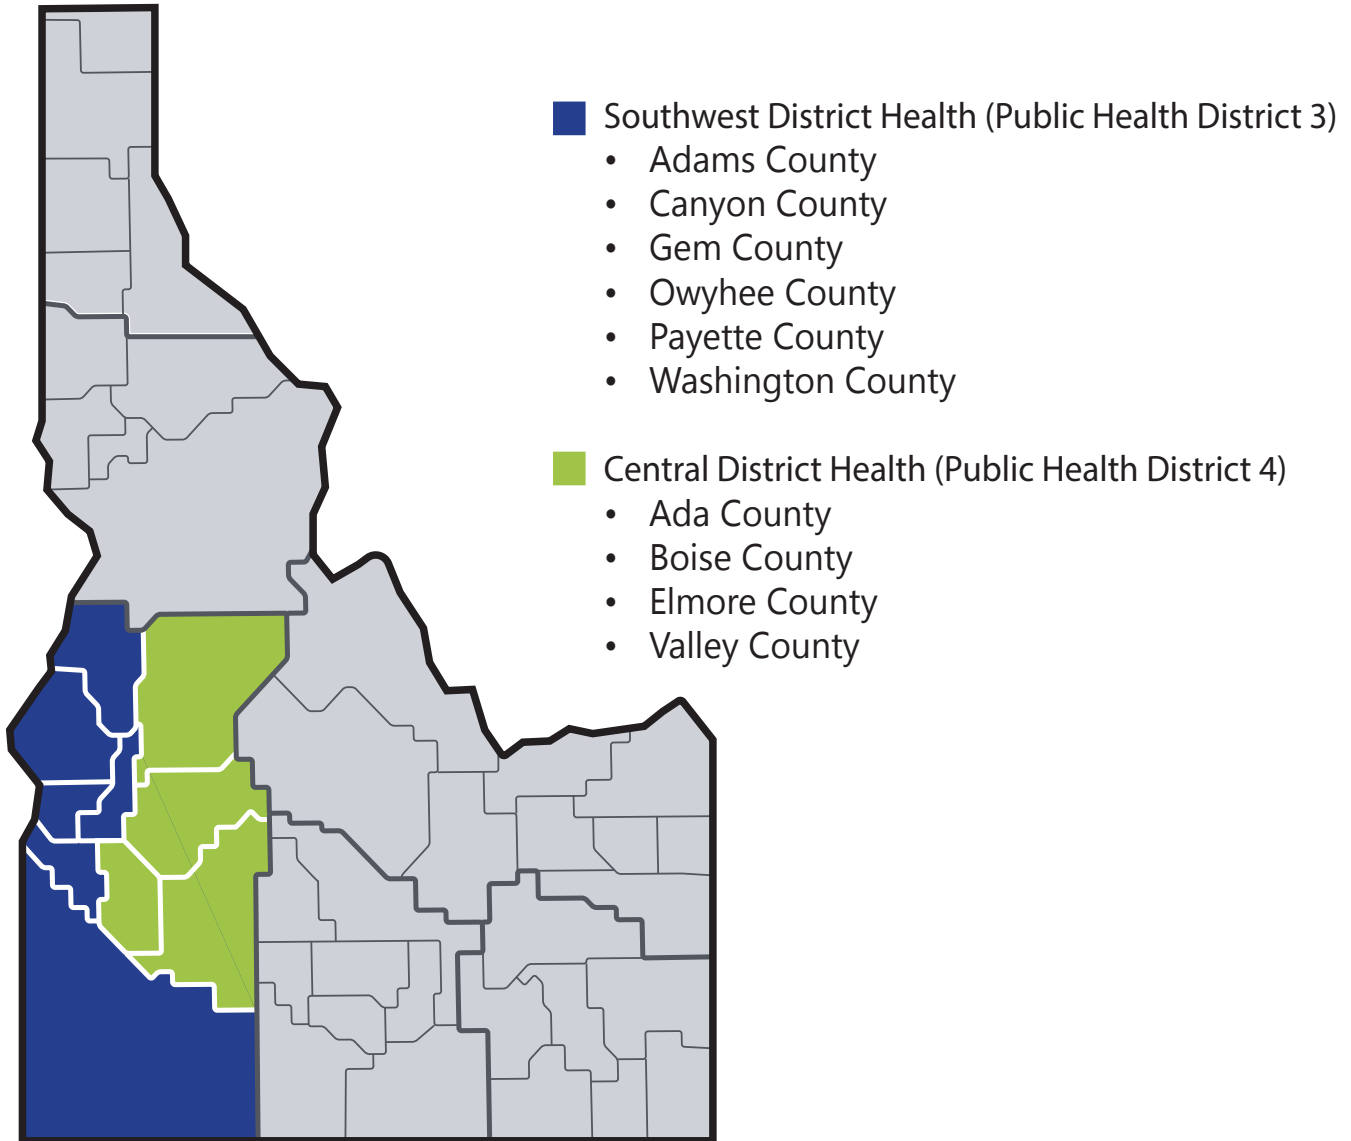 Southwest District Health (Public Health District 3)
• Adams County
• Canyon County
• Gem County
• Owyhee County
• Payette County
• Washington County
Central District Health (Public Health District 4)
• Ada County
• Boise County
• Elmore County
• Valley County